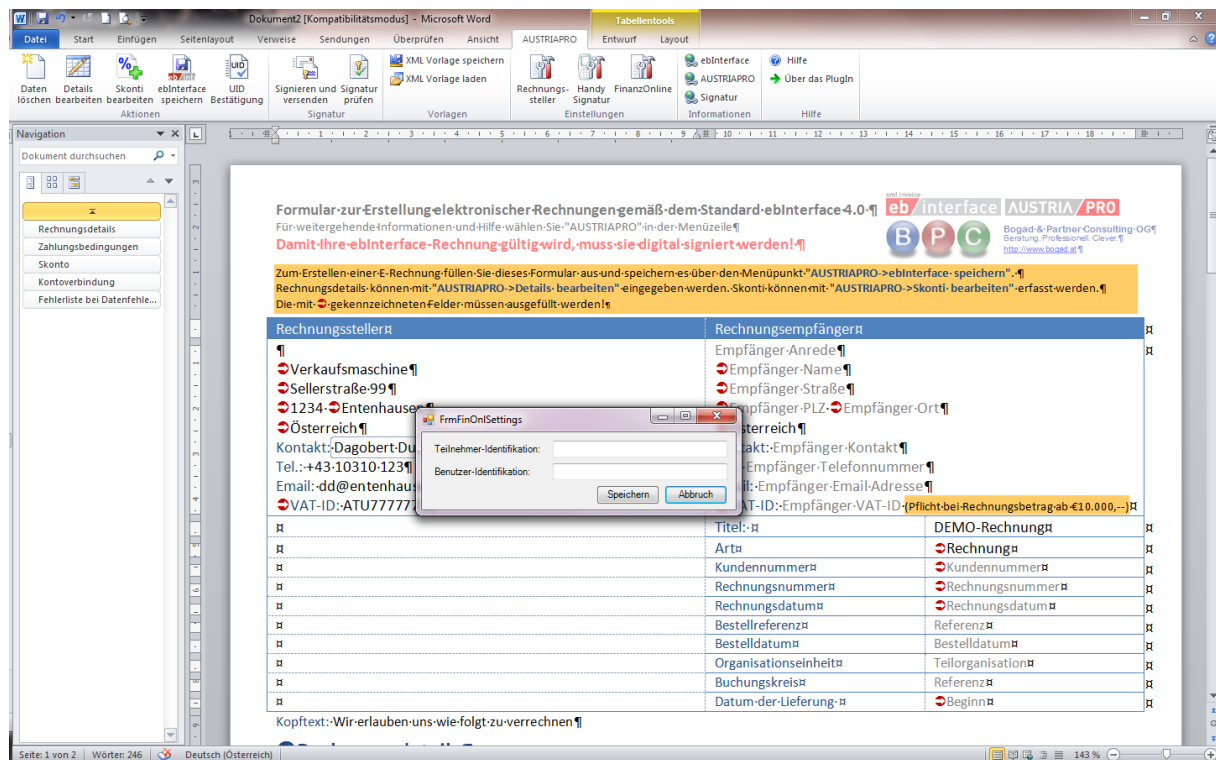 Dokument2 [Kompatibilitätsmodus] - Microsoft Word
Tabellentools
Datei Start Einfügen Seitenlayout Verweise Sendungen Überprüfen Ansicht AUSTRIAPRO Entwurf Layout
Daten löschen
Details bearbeiten
Skonti bearbeiten
ebInterface speichern
UID Bestätigung
Aktionen
Signieren und versenden
Signatur prüfen
Signatur
XML Vorlage speichern
XML Vorlage laden
Vorlagen
Rechnungs-steller
Handy Signatur
FinanzOnline
Einstellungen
ebInterface
AUSTRIAPRO
Signatur
Informationen
Hilfe
Über das PlugIn
Hilfe
Navigation
Dokument durchsuchen
Rechnungsdetails
Zahlungsbedingungen
Skonto
Kontoverbindung
Fehlerliste bei Datenfehle...
Formular·zur·Erstellung·elektronischer·Rechnungen·gemäß·dem·Standard·ebInterface·4.0·¶
Für·weitergehende·Informationen·und·Hilfe·wählen·Sie·"AUSTRIAPRO"·in·der·Menüzeile¶
Damit·Ihre·ebInterface-Rechnung·gültig·wird,·muss·sie·digital·signiert·werden!·¶
xml invoice
eb/interface AUSTRIA/PRO
B P C
Bogad·&·Partner·Consulting·OG¶
Beratung.·Professionell.·Clever.¶
http://www.bogad.at¶
Zum·Erstellen·einer·E-Rechnung·füllen·Sie·dieses·Formular·aus·und·speichern·es·über·den·Menüpunkt·"AUSTRIAPRO->ebInterface·speichern".·¶
Rechnungsdetails·können·mit·"AUSTRIAPRO->Details·bearbeiten"·eingegeben·werden.·Skonti·können·mit·"AUSTRIAPRO->Skonti·bearbeiten"·erfasst·werden.¶
Die·mit·gekennzeichneten·Felder·müssen·ausgefüllt·werden!¶
Rechnungssteller¤ Rechnungsempfänger¤ ¤
¶ Empfänger·Anrede¶ ¤
Verkaufsmaschine¶ Empfänger·Name¶
Sellerstraße·99¶ Empfänger·Straße¶
1234·Entenhausen Empfänger·PLZ·Empfänger·Ort¶
Österreich¶ sterreich¶
Kontakt:·Dagobert·Du takt:·Empfänger·Kontakt¶
Tel.:·+43·10310·123¶ Empfänger·Telefonnummer¶
Email:·dd@entenhaus il:·Empfänger·Email·Adresse¶
VAT-ID:·ATU77777 AT-ID:·Empfänger·VAT-ID·(Pflicht·bei·Rechnungsbetrag·ab·€10.000,--)¤
FrmFinOnlSettings
Teilnehmer-Identifikation:
Benutzer-Identifikation:
Speichern Abbruch
¤ Titel:·¤ DEMO-Rechnung¤ ¤
¤ Art¤ Rechnung¤ ¤
¤ Kundennummer¤ Kundennummer¤ ¤
¤ Rechnungsnummer¤ Rechnungsnummer¤ ¤
¤ Rechnungsdatum¤ Rechnungsdatum¤ ¤
¤ Bestellreferenz¤ Referenz¤ ¤
¤ Bestelldatum¤ Bestelldatum¤ ¤
¤ Organisationseinheit¤ Teilorganisation¤ ¤
¤ Buchungskreis¤ Referenz¤ ¤
¤ Datum·der·Lieferung·¤ Beginn¤ ¤
Kopftext:·Wir·erlauben·uns·wie·folgt·zu·verrechnen¶
Seite: 1 von 2 Wörter: 246 Deutsch (Österreich) 143 %